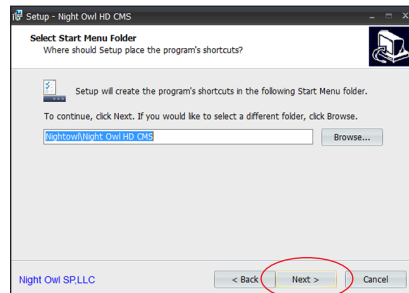 Setup - Night Owl HD CMS
Select Start Menu Folder
Where should Setup place the program's shortcuts?
Setup will create the program's shortcuts in the following Start Menu folder.
To continue, click Next. If you would like to select a different folder, click Browse.
Nightowl\Night Owl HD CMS
Browse...
Night Owl SP,LLC
< Back
Next >
Cancel